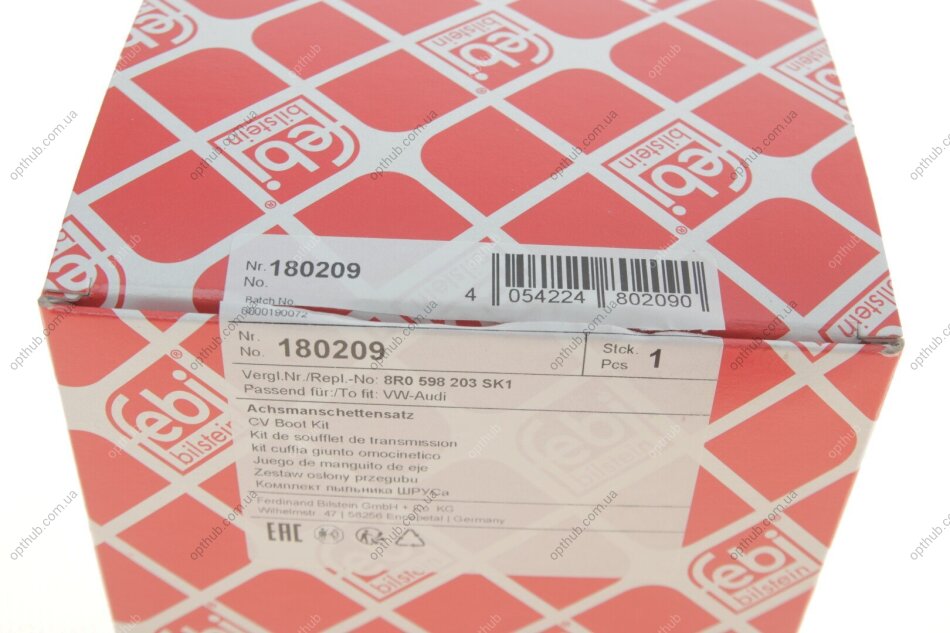 febi
bilstein
®
Nr. 180209
No.
Batch No.
8000190072
4 054224 802090
Nr.
No. 180209
Stck.
Pcs 1
Vergl.Nr./Repl.-No: 8R0 598 203 SK1
Passend für:/To fit: VW-Audi
Achsmanschettensatz
CV Boot Kit
Kit de soufflet de transmission
kit cuffia giunto omocinetico
Juego de manguito de eje
Zestaw osłony przegubu
Комплект пыльника ШРУСа
Ferdinand Bilstein GmbH + Co. KG
Wilhelmstr. 47 | 58256 Ennepetal | Germany
EAC
opthub.com.ua